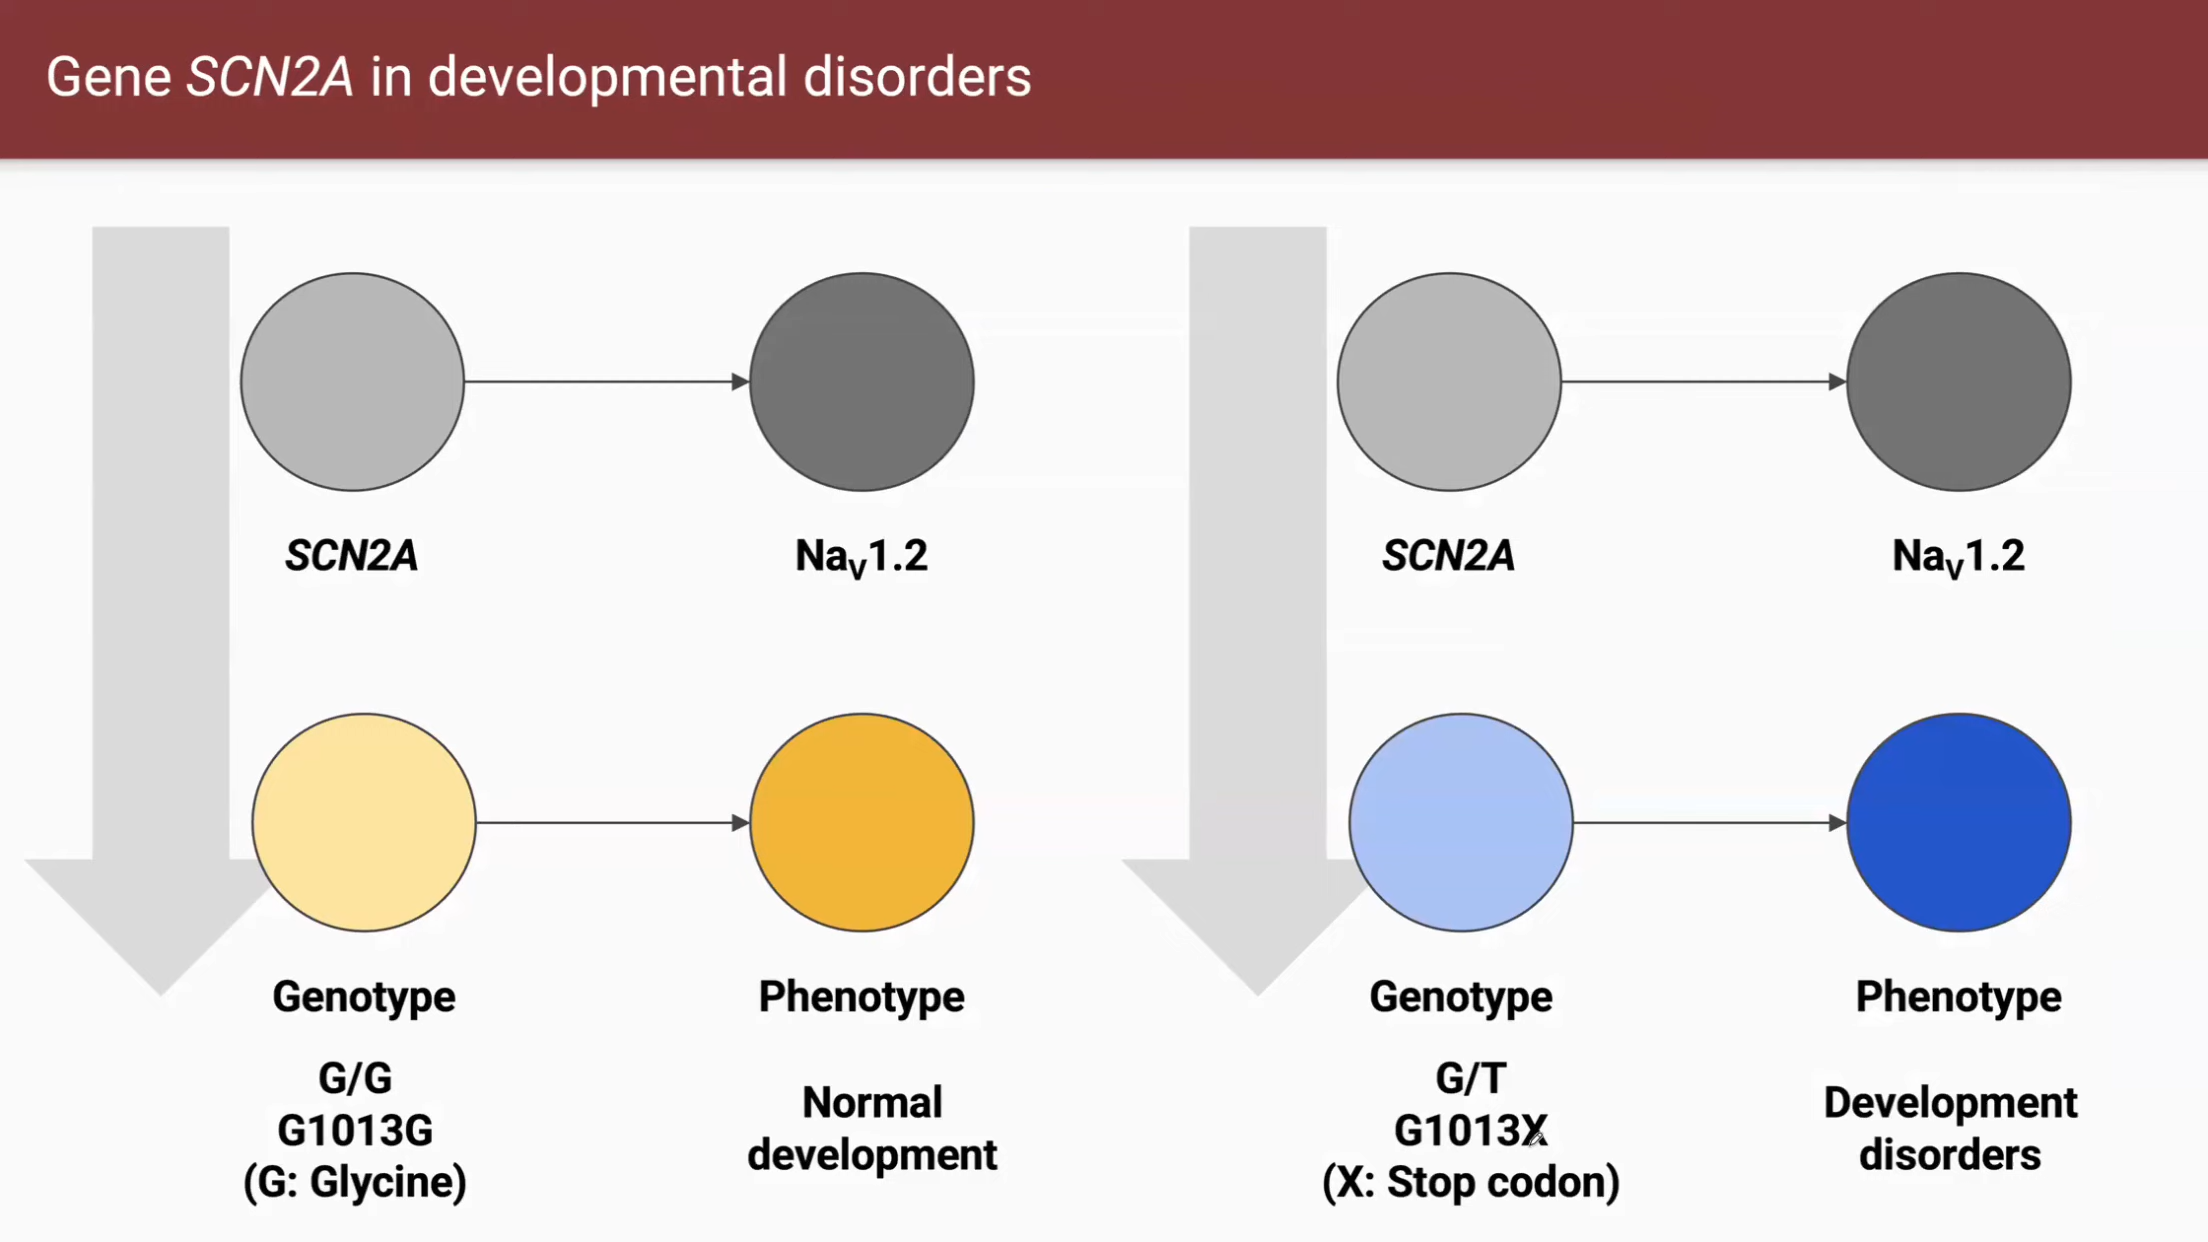 Gene SCN2A in developmental disorders
SCN2A
Naᵥ1.2
SCN2A
Naᵥ1.2
Genotype
Phenotype
Genotype
Phenotype
G/G
G1013G
(G: Glycine)
Normal
development
G/T
G1013X
(X: Stop codon)
Development
disorders